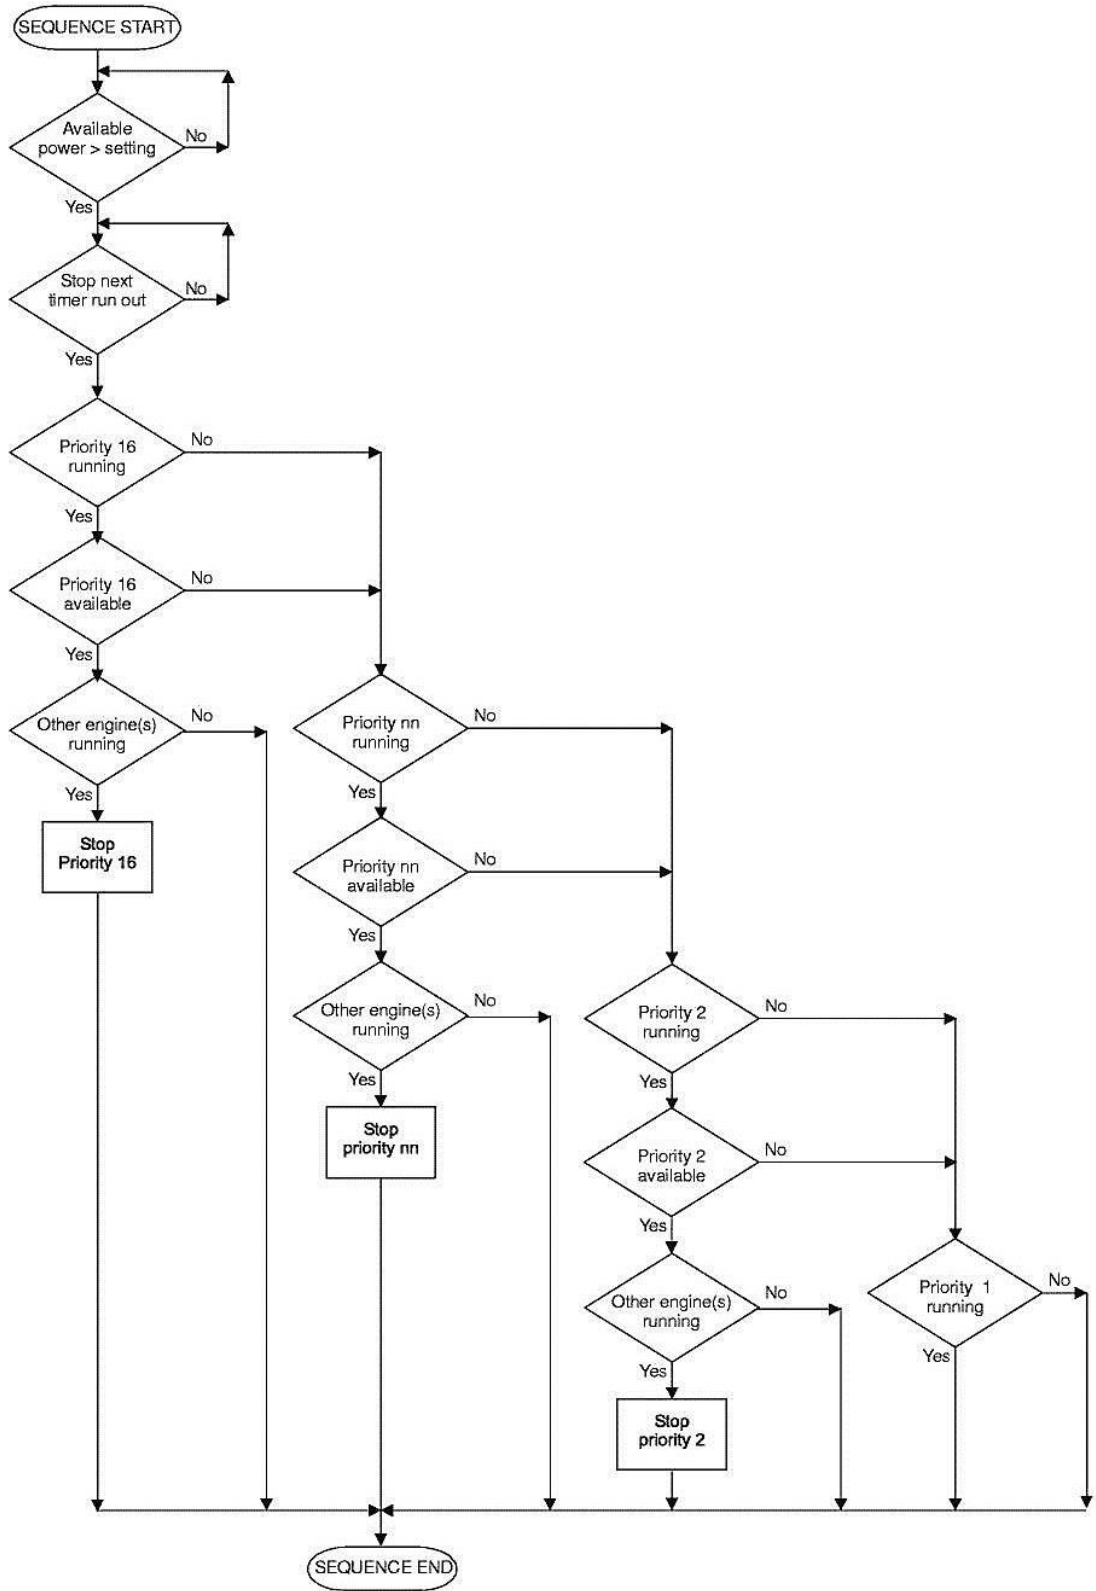 SEQUENCE START
Available
power > setting
No
Yes
Stop next
timer run out
No
Yes
Priority 16
running
No
Yes
Priority 16
available
No
Yes
Other engine(s)
running
No
Yes
Stop
Priority 16
Priority nn
running
No
Yes
Priority nn
available
No
Yes
Other engine(s)
running
No
Yes
Stop
priority nn
Priority 2
running
No
Yes
Priority 2
available
No
Yes
Other engine(s)
running
No
Yes
Stop
priority 2
Priority 1
running
No
Yes
SEQUENCE END